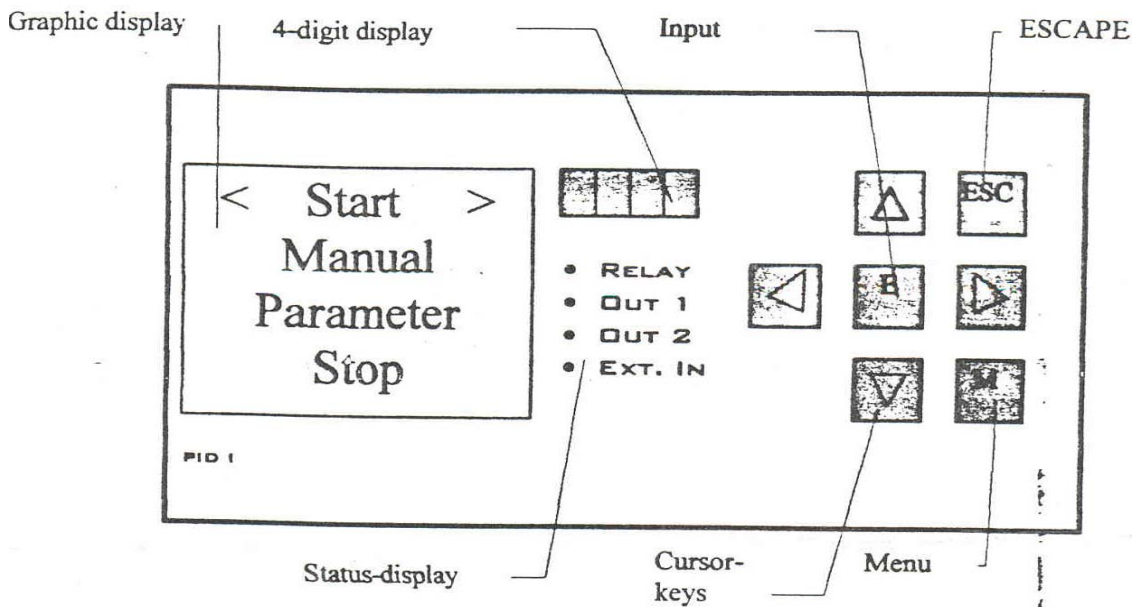 Graphic display
4-digit display
Input
ESCAPE
< Start >
Manual
Parameter
Stop
RELAY
OUT 1
OUT 2
EXT. IN
ESC
E
M
PID 1
Status-display
Cursor-
keys
Menu